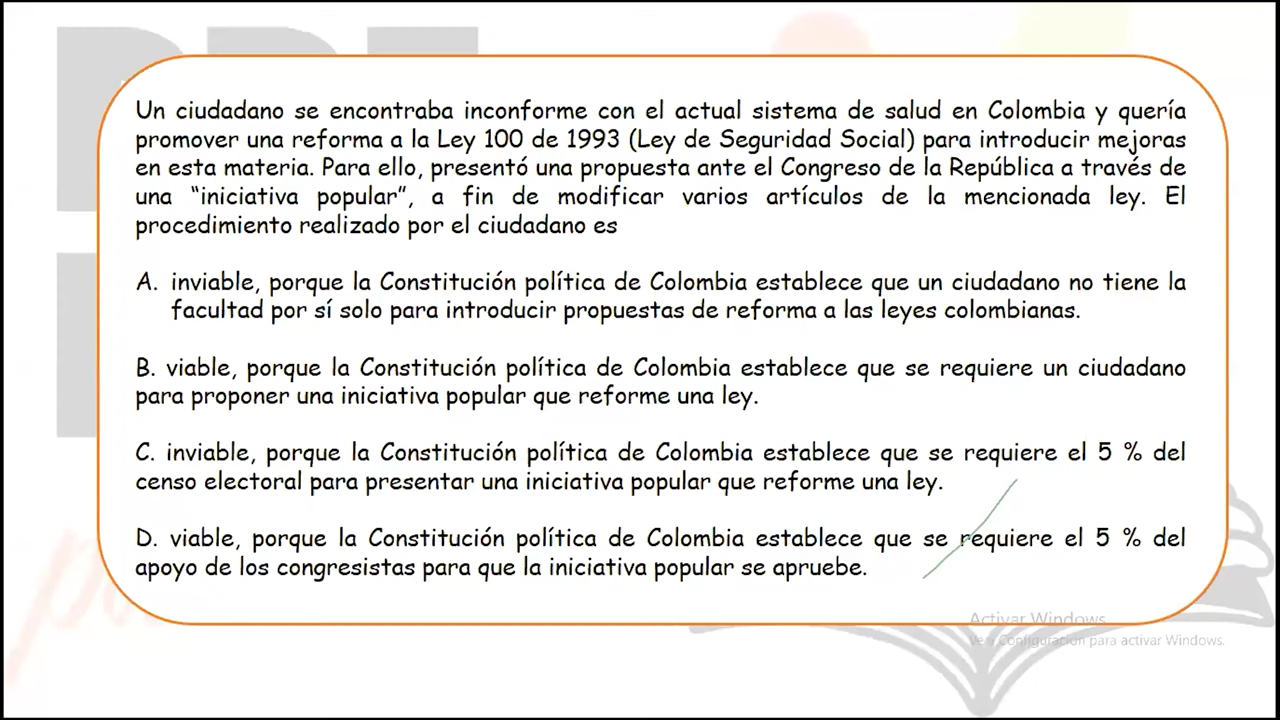 Un ciudadano se encontraba inconforme con el actual sistema de salud en Colombia y quería
promover una reforma a la Ley 100 de 1993 (Ley de Seguridad Social) para introducir mejoras
en esta materia. Para ello, presentó una propuesta ante el Congreso de la República a través de
una “iniciativa popular”, a fin de modificar varios artículos de la mencionada ley. El
procedimiento realizado por el ciudadano es
A. inviable, porque la Constitución política de Colombia establece que un ciudadano no tiene la
facultad por sí solo para introducir propuestas de reforma a las leyes colombianas.
B. viable, porque la Constitución política de Colombia establece que se requiere un ciudadano
para proponer una iniciativa popular que reforme una ley.
C. inviable, porque la Constitución política de Colombia establece que se requiere el 5 % del
censo electoral para presentar una iniciativa popular que reforme una ley.
D. viable, porque la Constitución política de Colombia establece que se requiere el 5 % del
apoyo de los congresistas para que la iniciativa popular se apruebe.
Activar Windows
Ve a Configuración para activar Windows.